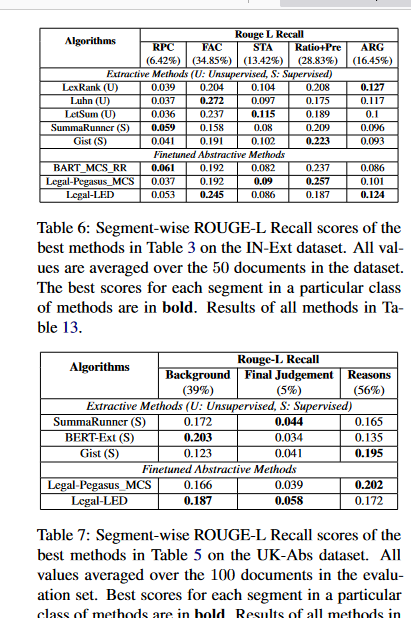 Algorithms Rouge L Recall
RPC FAC STA Ratio+Pre ARG
(6.42%) (34.85%) (13.42%) (28.83%) (16.45%)
Extractive Methods (U: Unsupervised, S: Supervised)
LexRank (U) 0.039 0.204 0.104 0.208 0.127
Luhn (U) 0.037 0.272 0.097 0.175 0.117
LetSum (U) 0.036 0.237 0.115 0.189 0.1
SummaRunner (S) 0.059 0.158 0.08 0.209 0.096
Gist (S) 0.041 0.191 0.102 0.223 0.093
Finetuned Abstractive Methods
BART_MCS_RR 0.061 0.192 0.082 0.237 0.086
Legal-Pegasus_MCS 0.037 0.192 0.09 0.257 0.101
Legal-LED 0.053 0.245 0.086 0.187 0.124
Table 6: Segment-wise ROUGE-L Recall scores of the
best methods in Table 3 on the IN-Ext dataset. All val-
ues are averaged over the 50 documents in the dataset.
The best scores for each segment in a particular class
of methods are in bold. Results of all methods in Ta-
ble 13.
Algorithms Rouge-L Recall
Background Final Judgement Reasons
(39%) (5%) (56%)
Extractive Methods (U: Unsupervised, S: Supervised)
SummaRunner (S) 0.172 0.044 0.165
BERT-Ext (S) 0.203 0.034 0.135
Gist (S) 0.123 0.041 0.195
Finetuned Abstractive Methods
Legal-Pegasus_MCS 0.166 0.039 0.202
Legal-LED 0.187 0.058 0.172
Table 7: Segment-wise ROUGE-L Recall scores of the
best methods in Table 5 on the UK-Abs dataset. All
values averaged over the 100 documents in the evalu-
ation set. Best scores for each segment in a particular
class of methods are in bold. Results of all methods in